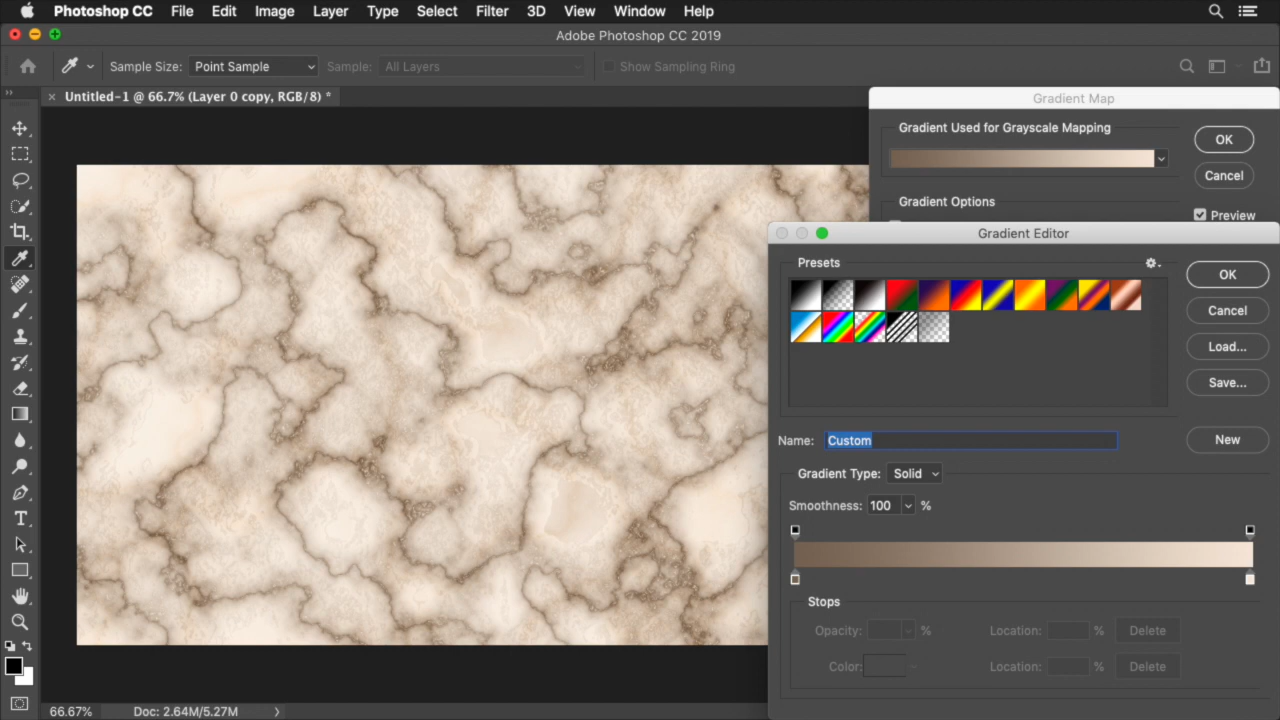 Photoshop CC File Edit Image Layer Type Select Filter 3D View Window Help
Adobe Photoshop CC 2019
Sample Size: Point Sample Sample: All Layers Show Sampling Ring
Untitled-1 @ 66.7% (Layer 0 copy, RGB/8) *
Gradient Map
Gradient Used for Grayscale Mapping
OK
Cancel
Gradient Options
Preview
Gradient Editor
Presets
OK
Cancel
Load...
Save...
Name: Custom
New
Gradient Type: Solid
Smoothness: 100 %
Stops
Opacity: % Location: % Delete
Color: Location: % Delete
66.67% Doc: 2.64M/5.27M